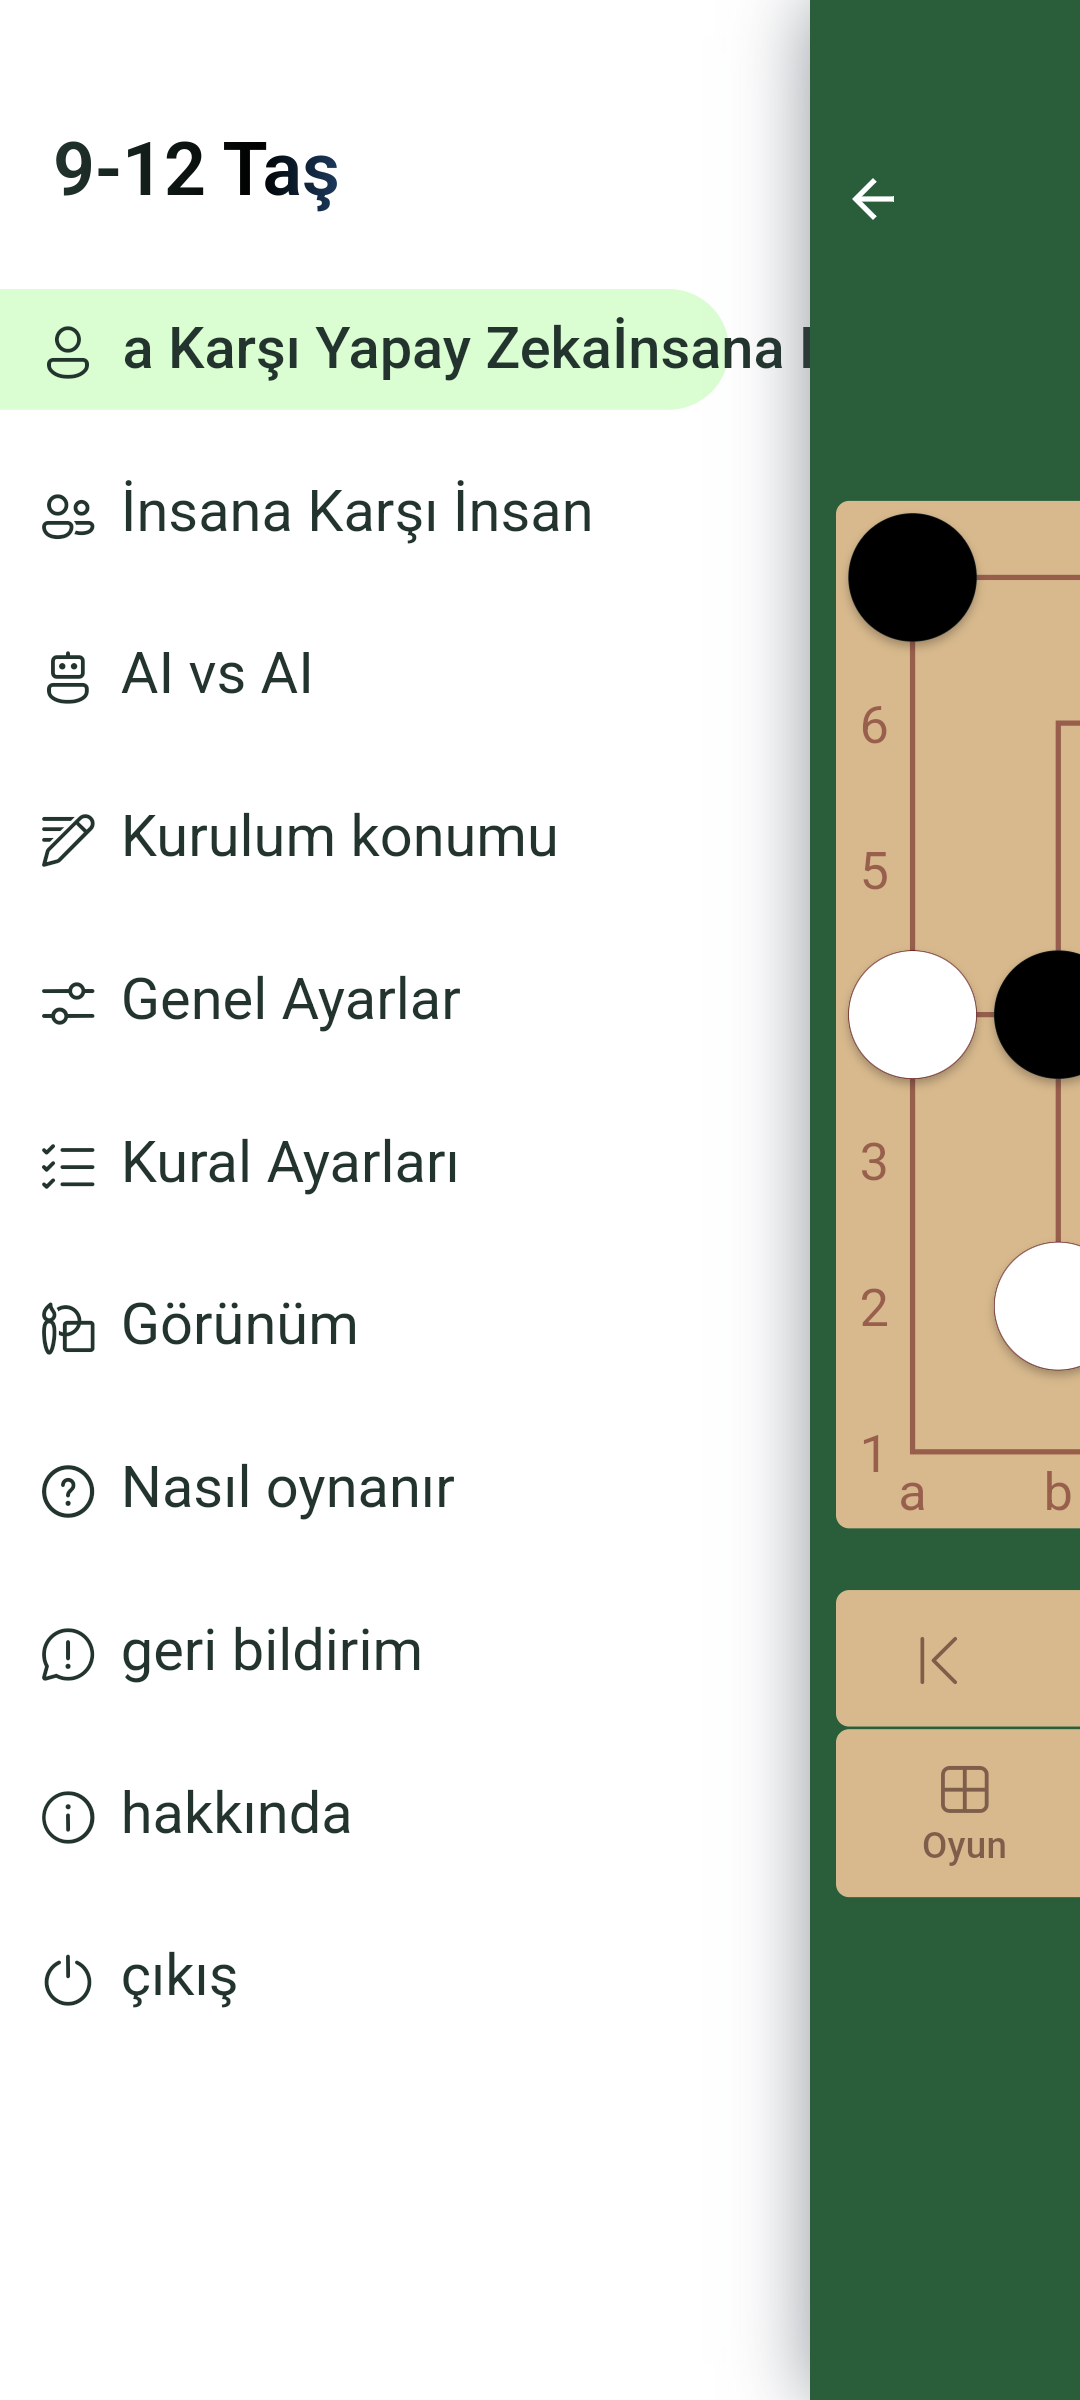 9-12 Taş
a Karşı Yapay Zekaİnsana
İnsana Karşı İnsan
AI vs AI
Kurulum konumu
Genel Ayarlar
Kural Ayarları
Görünüm
Nasıl oynanır
geri bildirim
hakkında
çıkış
6
5
3
2
1
a b
Oyun